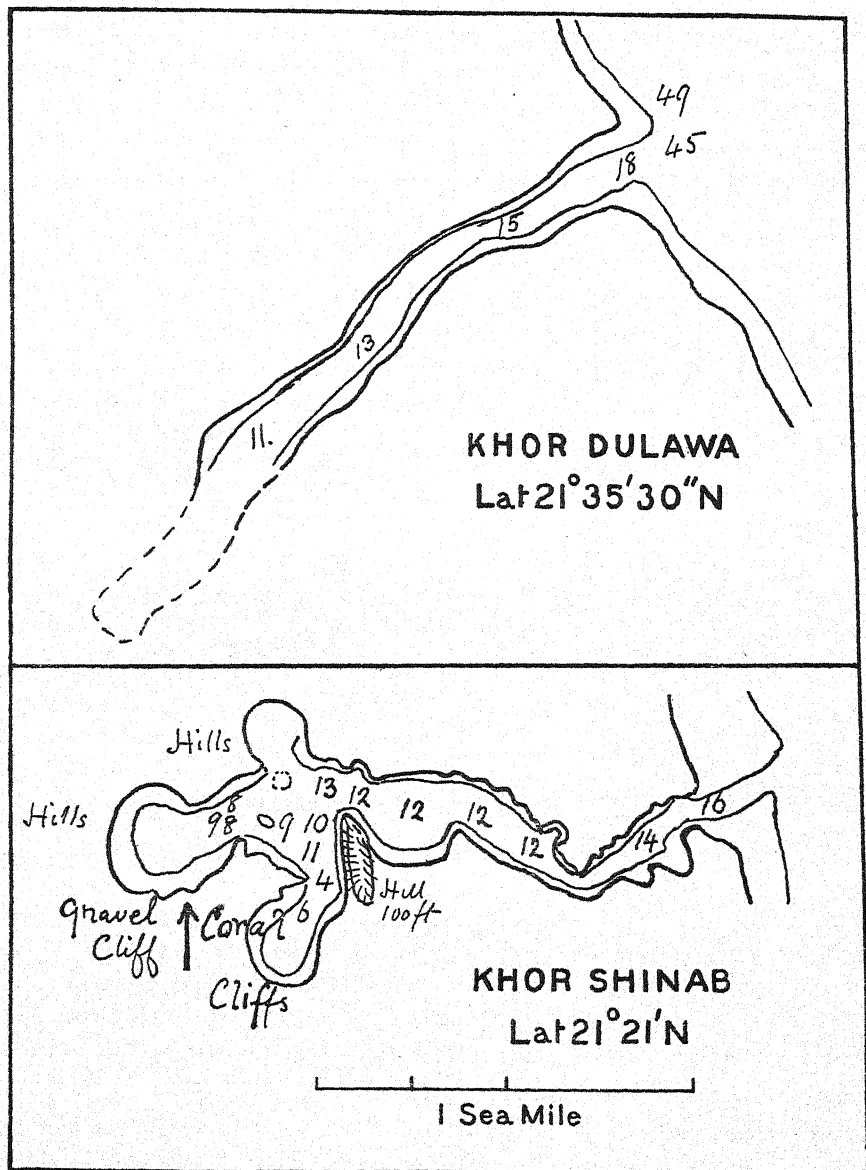 49
45
18
15
13
11.
KHOR DULAWA
Lat 21°35'30"N
Hills
13
12
12
12
12
14
16
Hills
8
98
9
10
11
4
6
Hill
100ft
Gravel
Cliff
Coral
Cliffs
KHOR SHINAB
Lat 21°21'N
1 Sea Mile